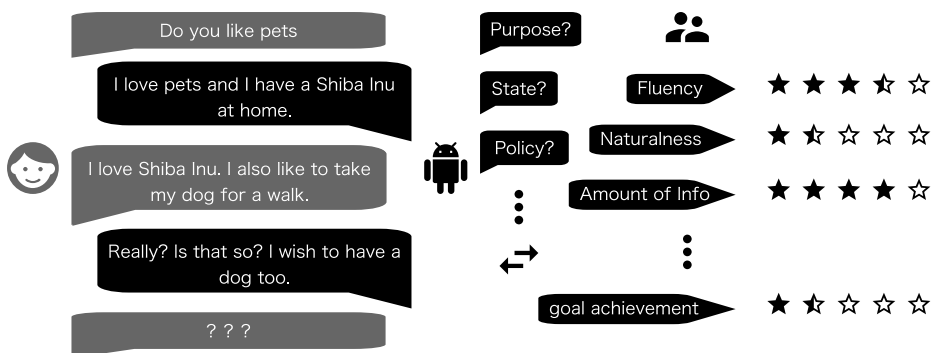 Do you like pets
I love pets and I have a Shiba Inu
at home.
I love Shiba Inu. I also like to take
my dog for a walk.
Really? Is that so? I wish to have a
dog too.
? ? ?
Purpose?
State?
Policy?
Fluency
Naturalness
Amount of Info
goal achievement